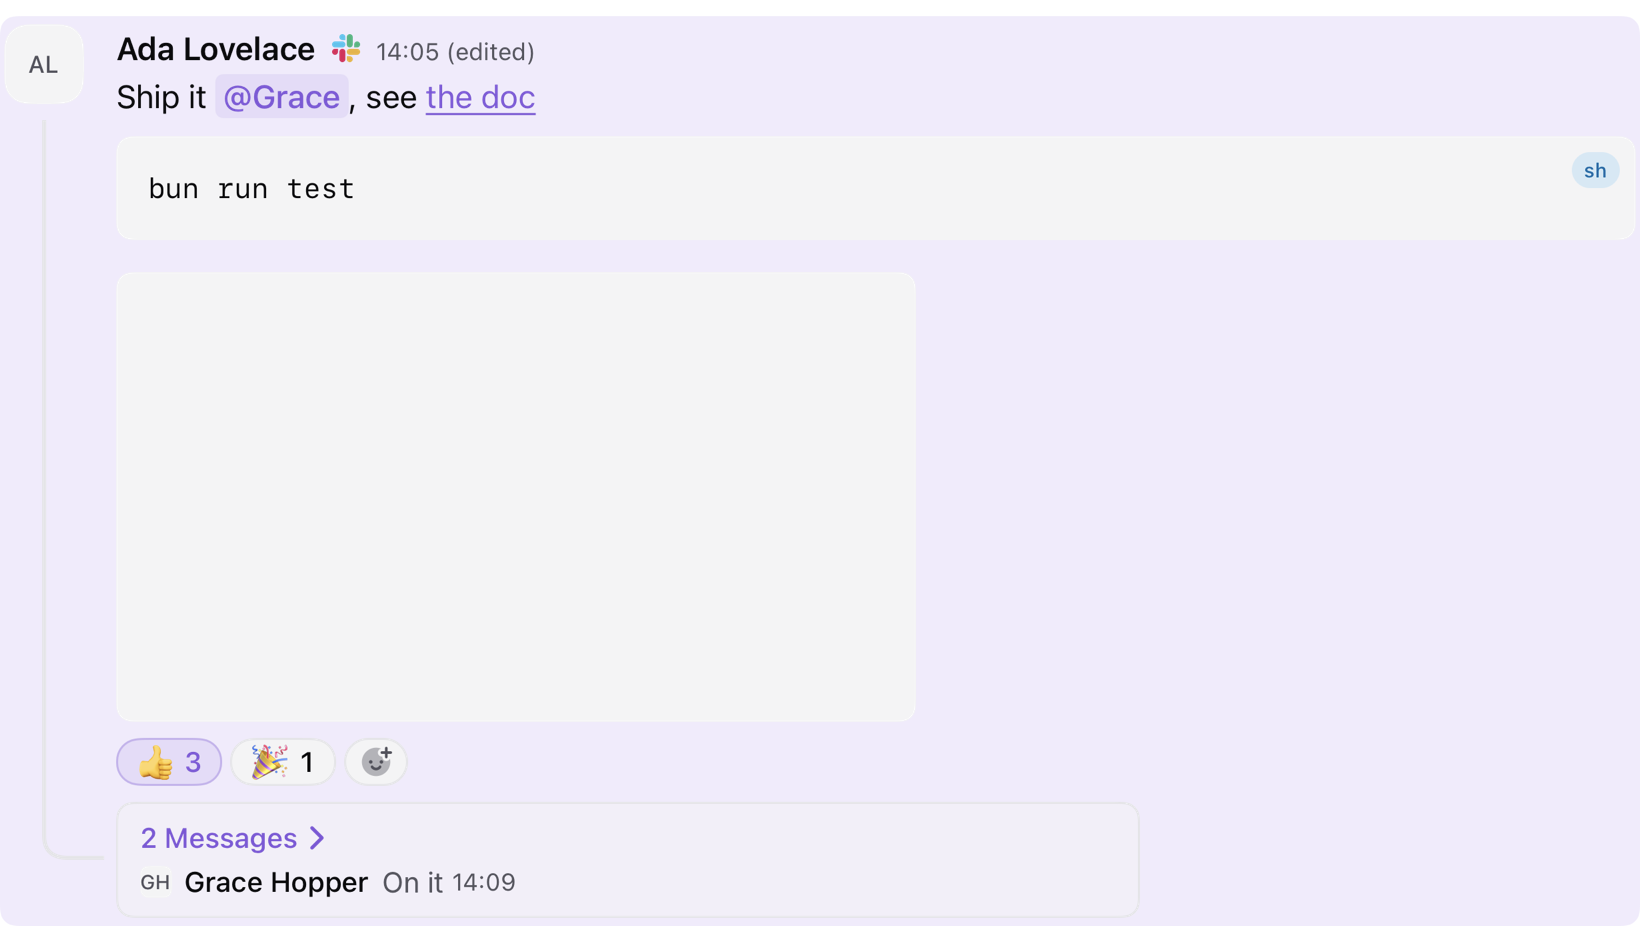 AL
Ada Lovelace 14:05 (edited)
Ship it @Grace, see the doc
sh
bun run test
👍 3 🎉 1
2 Messages
GH Grace Hopper On it 14:09